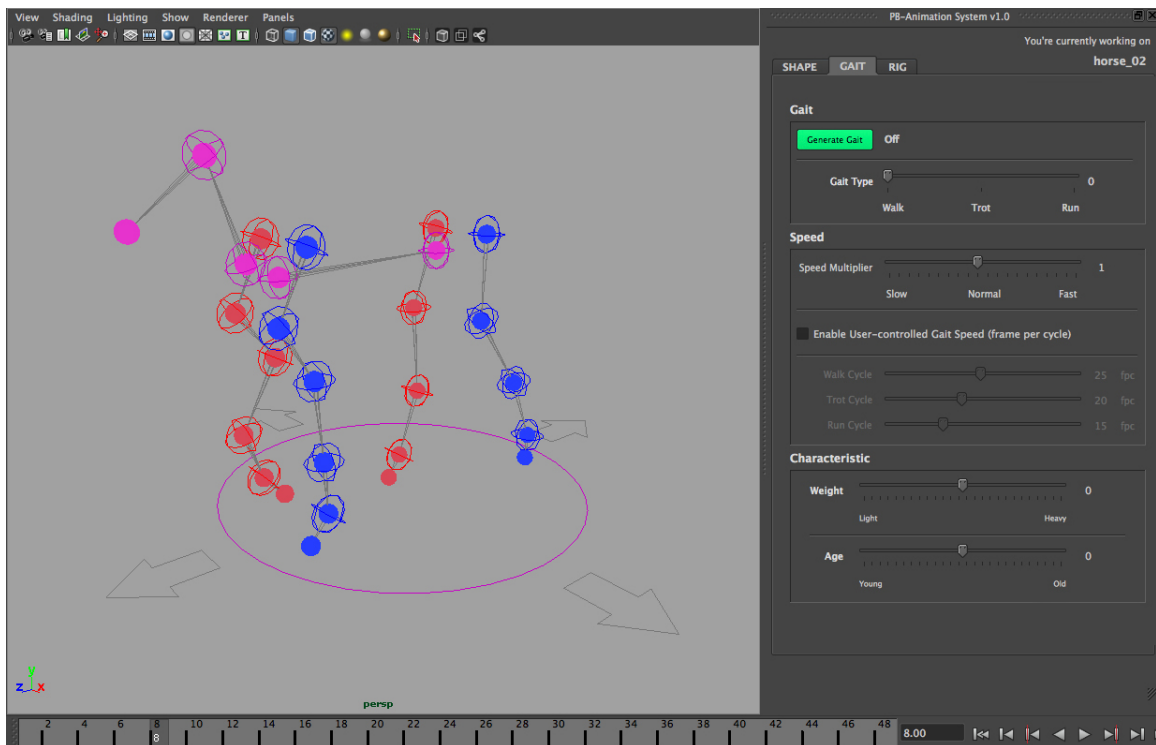 View Shading Lighting Show Renderer Panels
PB-Animation System v1.0
You're currently working on
horse_02
SHAPE GAIT RIG
Gait
Generate Gait Off
Gait Type 0
Walk Trot Run
Speed
Speed Multiplier 1
Slow Normal Fast
Enable User-controlled Gait Speed (frame per cycle)
Walk Cycle 25 fpc
Trot Cycle 20 fpc
Run Cycle 15 fpc
Characteristic
Weight 0
Light Heavy
Age 0
Young Old
y
z x
persp
2 4 6 8 10 12 14 16 18 20 22 24 26 28 30 32 34 36 38 40 42 44 46 48
8
8.00